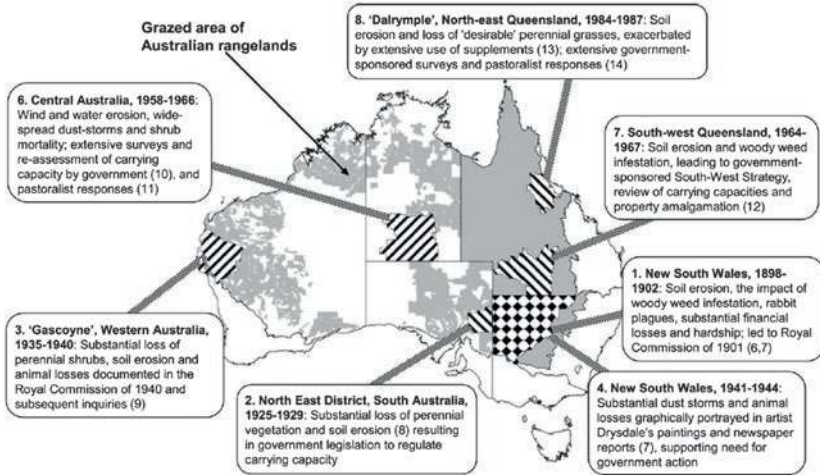 Grazed area of
Australian rangelands
8. ‘Dalrymple’, North-east Queensland, 1984-1987: Soil
erosion and loss of ‘desirable’ perennial grasses, exacerbated
by extensive use of supplements (13); extensive government-
sponsored surveys and pastoralist responses (14)
6. Central Australia, 1958-1966:
Wind and water erosion, wide-
spread dust-storms and shrub
mortality; extensive surveys and
re-assessment of carrying
capacity by government (10), and
pastoralist responses (11)
7. South-west Queensland, 1964-
1967: Soil erosion and woody weed
infestation, leading to government-
sponsored South-West Strategy,
review of carrying capacities and
property amalgamation (12)
1. New South Wales, 1898-
1902: Soil erosion, the impact of
woody weed infestation, rabbit
plagues, substantial financial
losses and hardship; led to Royal
Commission of 1901 (6,7)
3. ‘Gascoyne’, Western Australia,
1935-1940: Substantial loss of
perennial shrubs, soil erosion and
animal losses documented in the
Royal Commission of 1940 and
subsequent inquiries (9)
2. North East District, South Australia,
1925-1929: Substantial loss of perennial
vegetation and soil erosion (8) resulting
in government legislation to regulate
carrying capacity
4. New South Wales, 1941-1944:
Substantial dust storms and animal
losses graphically portrayed in artist
Drysdale's paintings and newspaper
reports (7), supporting need for
government action